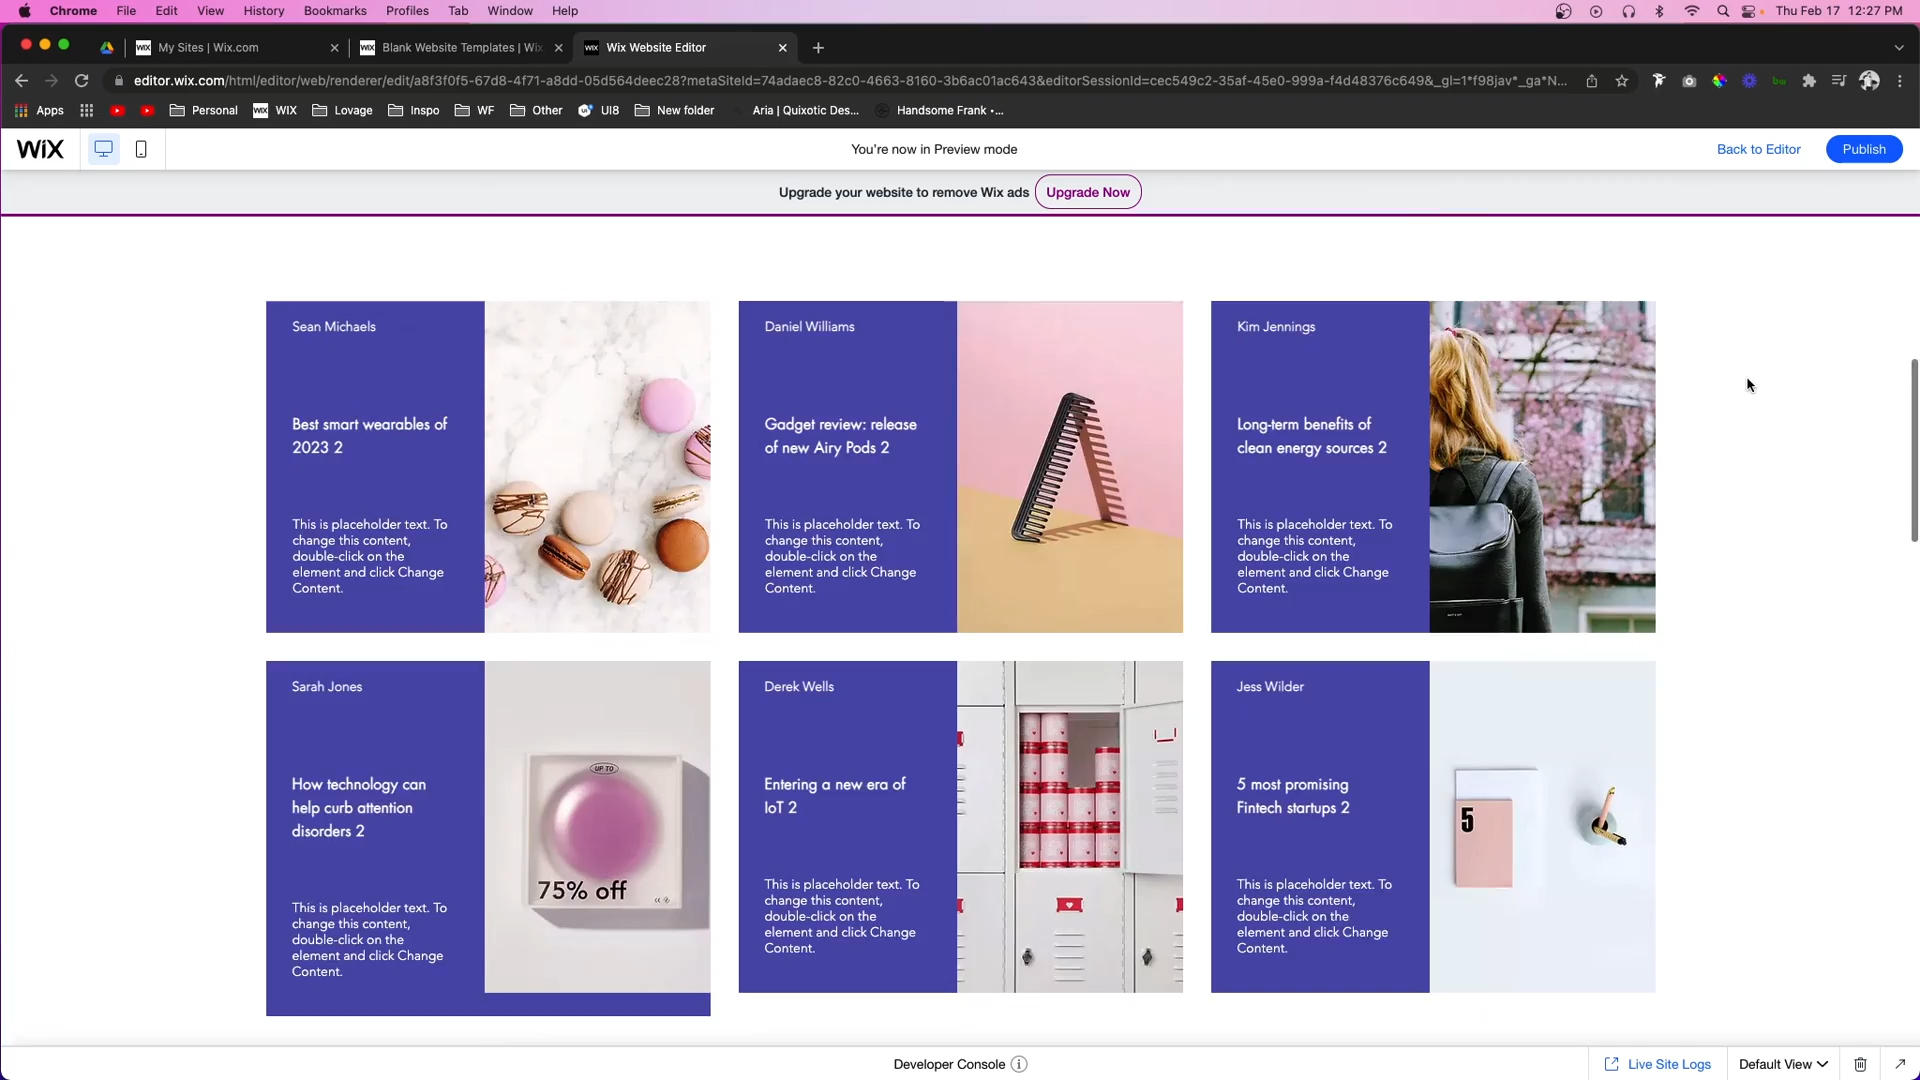 Chrome File Edit View History Bookmarks Profiles Tab Window Help Thu Feb 17 12:27 PM
WIX My Sites | Wix.com WIX Blank Website Templates | Wix WIX Wix Website Editor
editor.wix.com/html/editor/web/renderer/edit/a8f3f0f5-67d8-4f71-a8dd-05d564deec28?metaSiteId=74adaec8-82c0-4663-8160-3b6ac01ac643&editorSessionId=cec549c2-35af-45e0-999a-f4d48376c649&_gl=1*f98jav*_ga*N...
Apps Personal WIX WIX Lovage Inspo WF Other UI8 New folder Aria | Quixotic Des... Handsome Frank •...
WiX You're now in Preview mode Back to Editor Publish
Upgrade your website to remove Wix ads Upgrade Now
Sean Michaels
Best smart wearables of
2023 2
This is placeholder text. To
change this content,
double-click on the
element and click Change
Content.
Daniel Williams
Gadget review: release
of new Airy Pods 2
This is placeholder text. To
change this content,
double-click on the
element and click Change
Content.
Kim Jennings
Long-term benefits of
clean energy sources 2
This is placeholder text. To
change this content,
double-click on the
element and click Change
Content.
Sarah Jones
How technology can
help curb attention
disorders 2
This is placeholder text. To
change this content,
double-click on the
element and click Change
Content.
UP TO
75% off
Derek Wells
Entering a new era of
IoT 2
This is placeholder text. To
change this content,
double-click on the
element and click Change
Content.
Jess Wilder
5 most promising
Fintech startups 2
This is placeholder text. To
change this content,
double-click on the
element and click Change
Content.
5
Developer Console Live Site Logs Default View